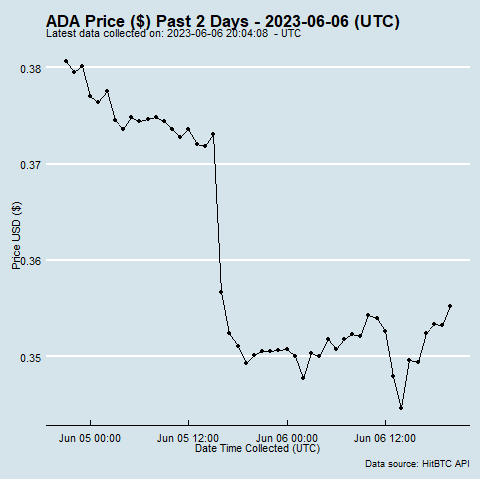 ADA Price ($) Past 2 Days - 2023-06-06 (UTC)
Latest data collected on: 2023-06-06 20:04:08 - UTC
0.38
0.37
0.36
0.35
Price USD ($)
Jun 05 00:00 Jun 05 12:00 Jun 06 00:00 Jun 06 12:00
Date Time Collected (UTC)
Data source: HitBTC API